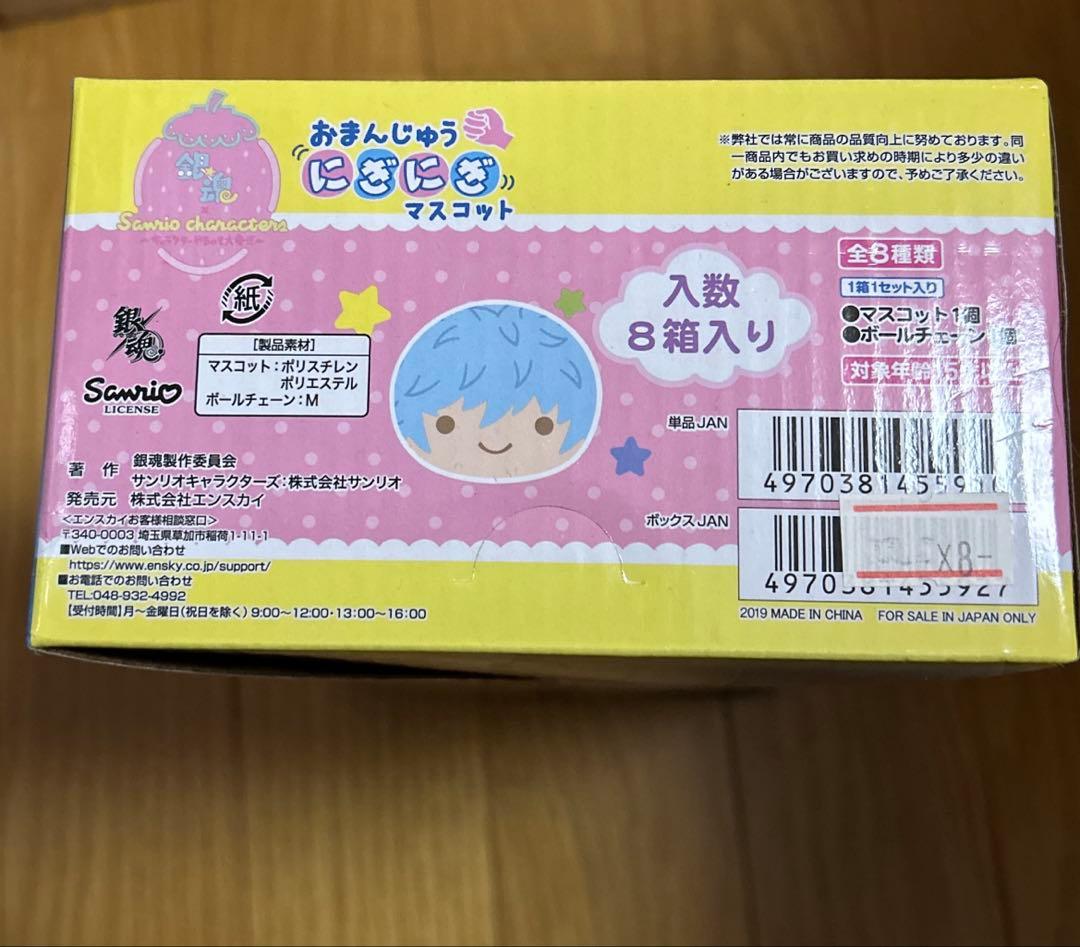 銀魂
×
Sanrio characters
おまんじゅう
にぎにぎ
マスコット
※弊社では常に商品の品質向上に努めております。同
一商品内でもお買い求めの時期により多少の違い
がある場合がございますので、予めご了承ください。
全8種類
1箱1セット入り
●マスコット1個
●ボールチェーン 個
対象年齢
入数
8箱入り
紙
銀魂
Sanrio
LICENSE
[製品素材]
マスコット:ポリスチレン
ポリエステル
ボールチェーン:M
著 作 銀魂製作委員会
サンリオキャラクターズ:株式会社サンリオ
発売元 株式会社エンスカイ
<エンスカイお客様相談窓口>
〒340-0003 埼玉県草加市稲荷1-11-1
■Webでのお問い合わせ
https://www.ensky.co.jp/support/
■お電話でのお問い合わせ
TEL:048-932-4992
【受付時間】月～金曜日(祝日を除く) 9:00～12:00・13:00～16:00
単品JAN
ボックスJAN
×8-
2019 MADE IN CHINA FOR SALE IN JAPAN ONLY